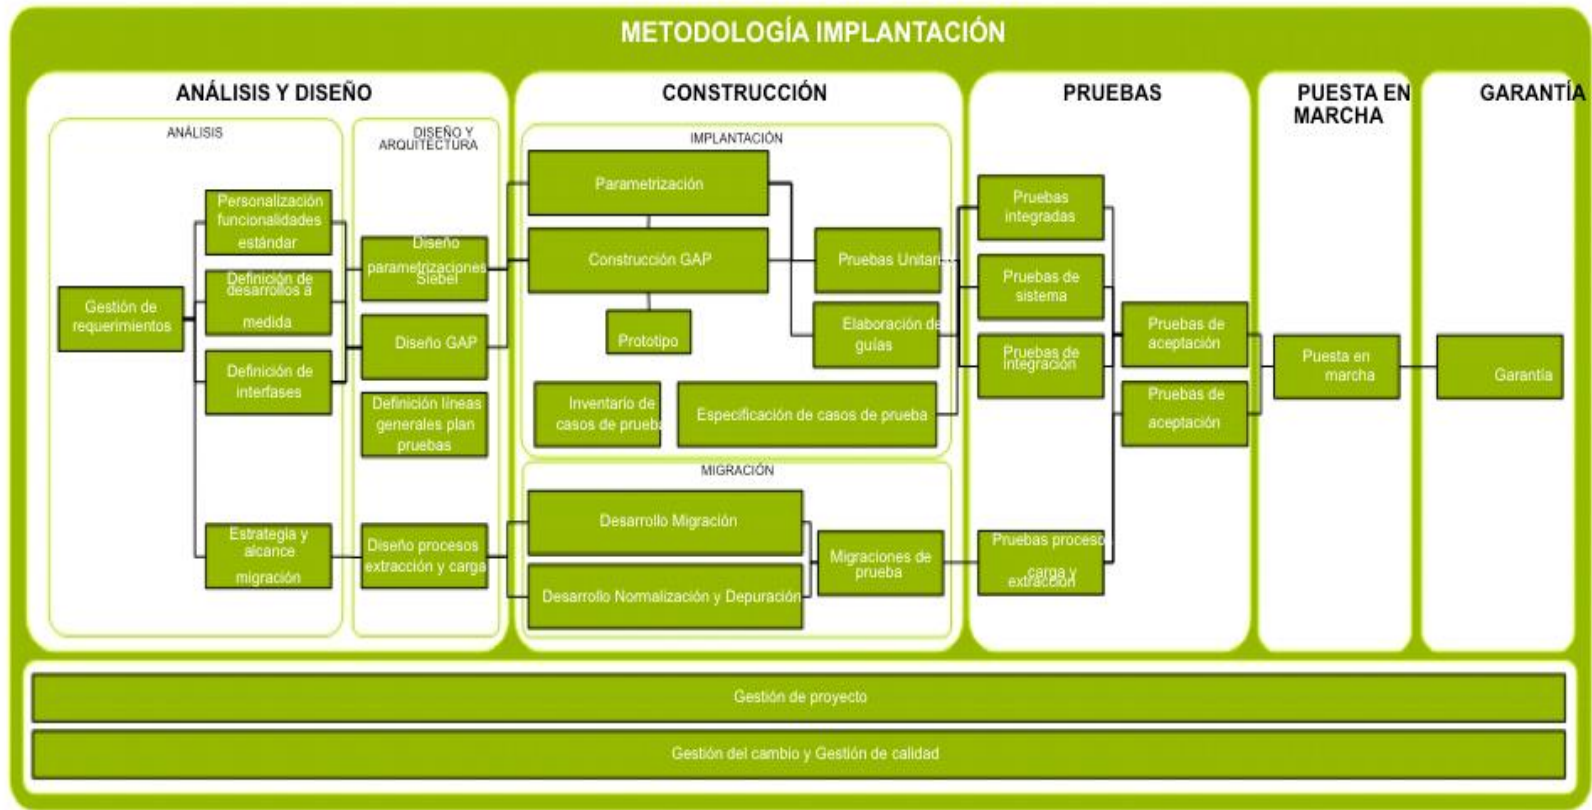 METODOLOGÍA IMPLANTACIÓN
ANÁLISIS Y DISEÑO
ANÁLISIS
Gestión de
requerimientos
Personalización
funcionalidades
estándar
Definición de
desarrollos a
medida
Definición de
interfases
Estrategia y
alcance
migración
DISEÑO Y
ARQUITECTURA
Diseño
parametrizaciones
Siebel
Diseño GAP
Definición líneas
generales plan
pruebas
Diseño procesos
extracción y carga
CONSTRUCCIÓN
IMPLANTACIÓN
Parametrización
Construcción GAP
Prototipo
Pruebas Unitarias
Elaboración de
guías
Inventario de
casos de prueba
Especificación de casos de prueba
MIGRACIÓN
Desarrollo Migración
Desarrollo Normalización y Depuración
Migraciones de
prueba
PRUEBAS
Pruebas
integradas
Pruebas de
sistema
Pruebas de
integración
Pruebas de
aceptación
Pruebas de
aceptación
Pruebas proceso
carga y
extracción
PUESTA EN
MARCHA
Puesta en
marcha
GARANTÍA
Garantía
Gestión de proyecto
Gestión del cambio y Gestión de calidad